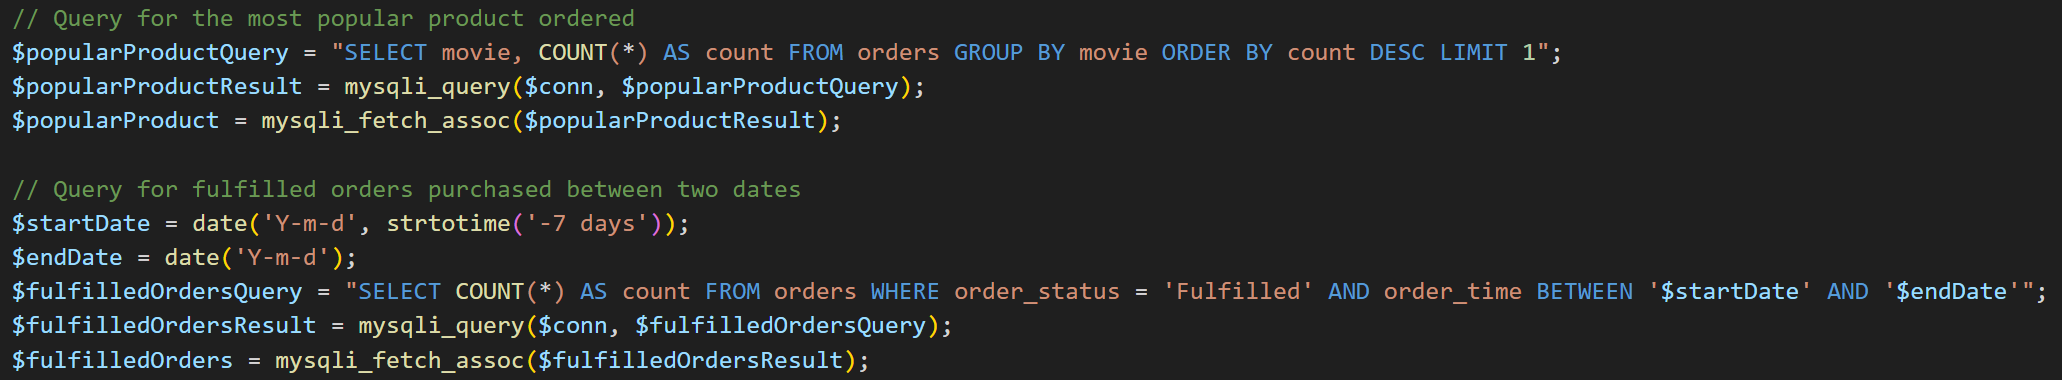 // Query for the most popular product ordered
$popularProductQuery = "SELECT movie, COUNT(*) AS count FROM orders GROUP BY movie ORDER BY count DESC LIMIT 1";
$popularProductResult = mysqli_query($conn, $popularProductQuery);
$popularProduct = mysqli_fetch_assoc($popularProductResult);
// Query for fulfilled orders purchased between two dates
$startDate = date('Y-m-d', strtotime('-7 days'));
$endDate = date('Y-m-d');
$fulfilledOrdersQuery = "SELECT COUNT(*) AS count FROM orders WHERE order_status = 'Fulfilled' AND order_time BETWEEN '$startDate' AND '$endDate'";
$fulfilledOrdersResult = mysqli_query($conn, $fulfilledOrdersQuery);
$fulfilledOrders = mysqli_fetch_assoc($fulfilledOrdersResult);